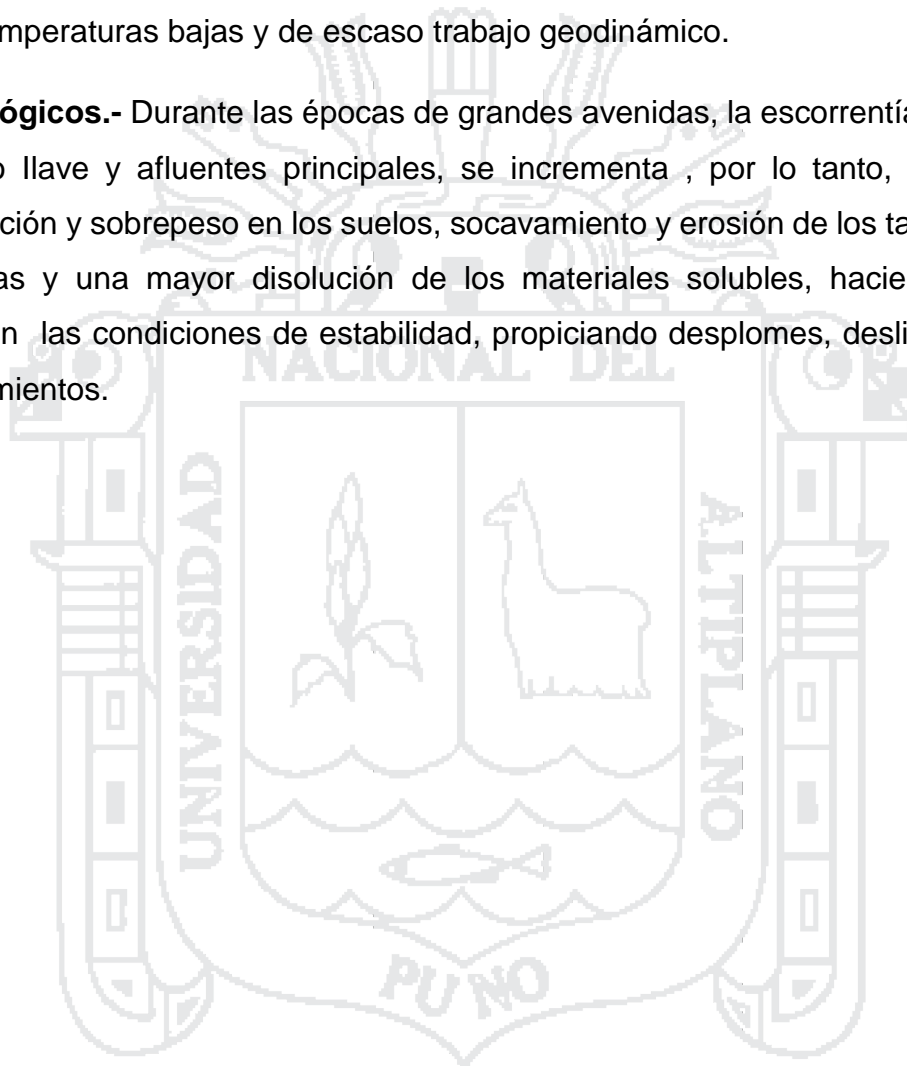 mperaturas bajas y de escaso trabajo geodinámico.
ógicos.- Durante las épocas de grandes avenidas, la escorrentía
o Ilave y afluentes principales, se incrementa , por lo tanto,
ción y sobrepeso en los suelos, socavamiento y erosión de los ta
as y una mayor disolución de los materiales solubles, hacie
n las condiciones de estabilidad, propiciando desplomes, desli
mientos.
NACIONAL DEL
UNIVERSIDAD
ALTIPLANO
PUNO